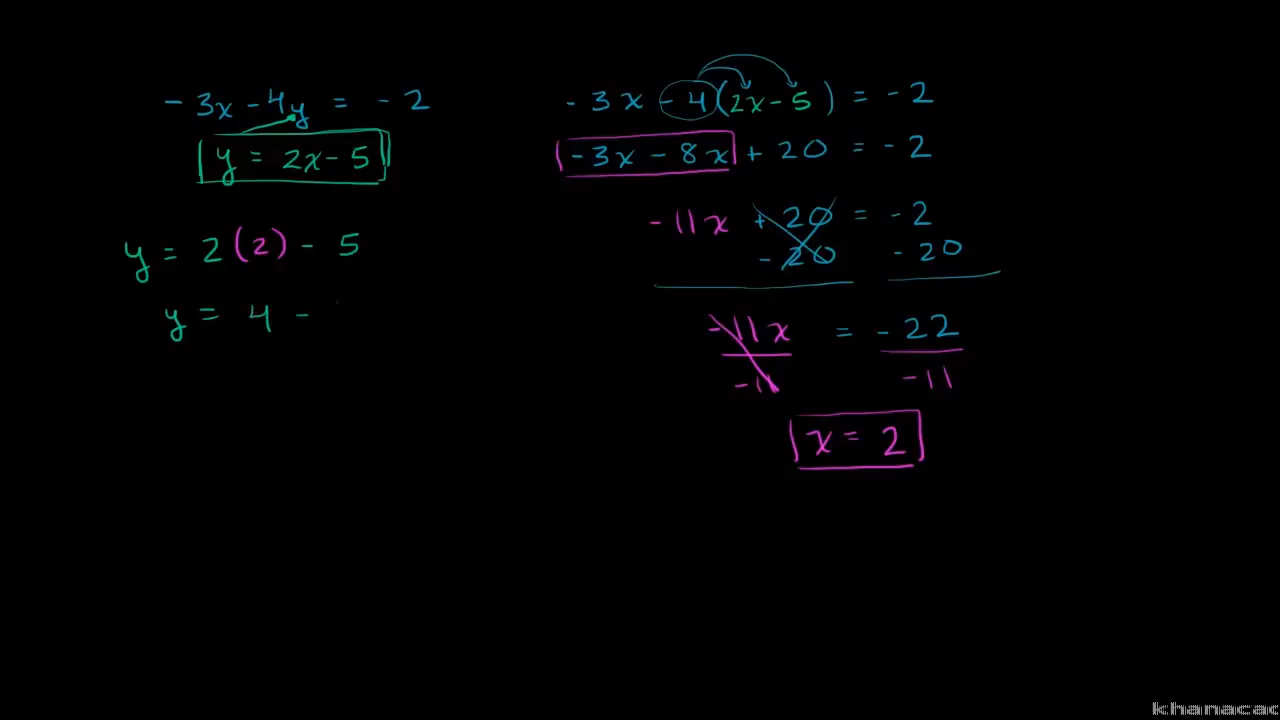 -3x-4y = -2
y = 2x-5
y = 2(2) - 5
y = 4 -
-3x-4(2x-5) = -2
-3x-8x + 20 = -2
-11x + 20 = -2
-20 -20
-11x = -22
-11 -11
x = 2
khanacac